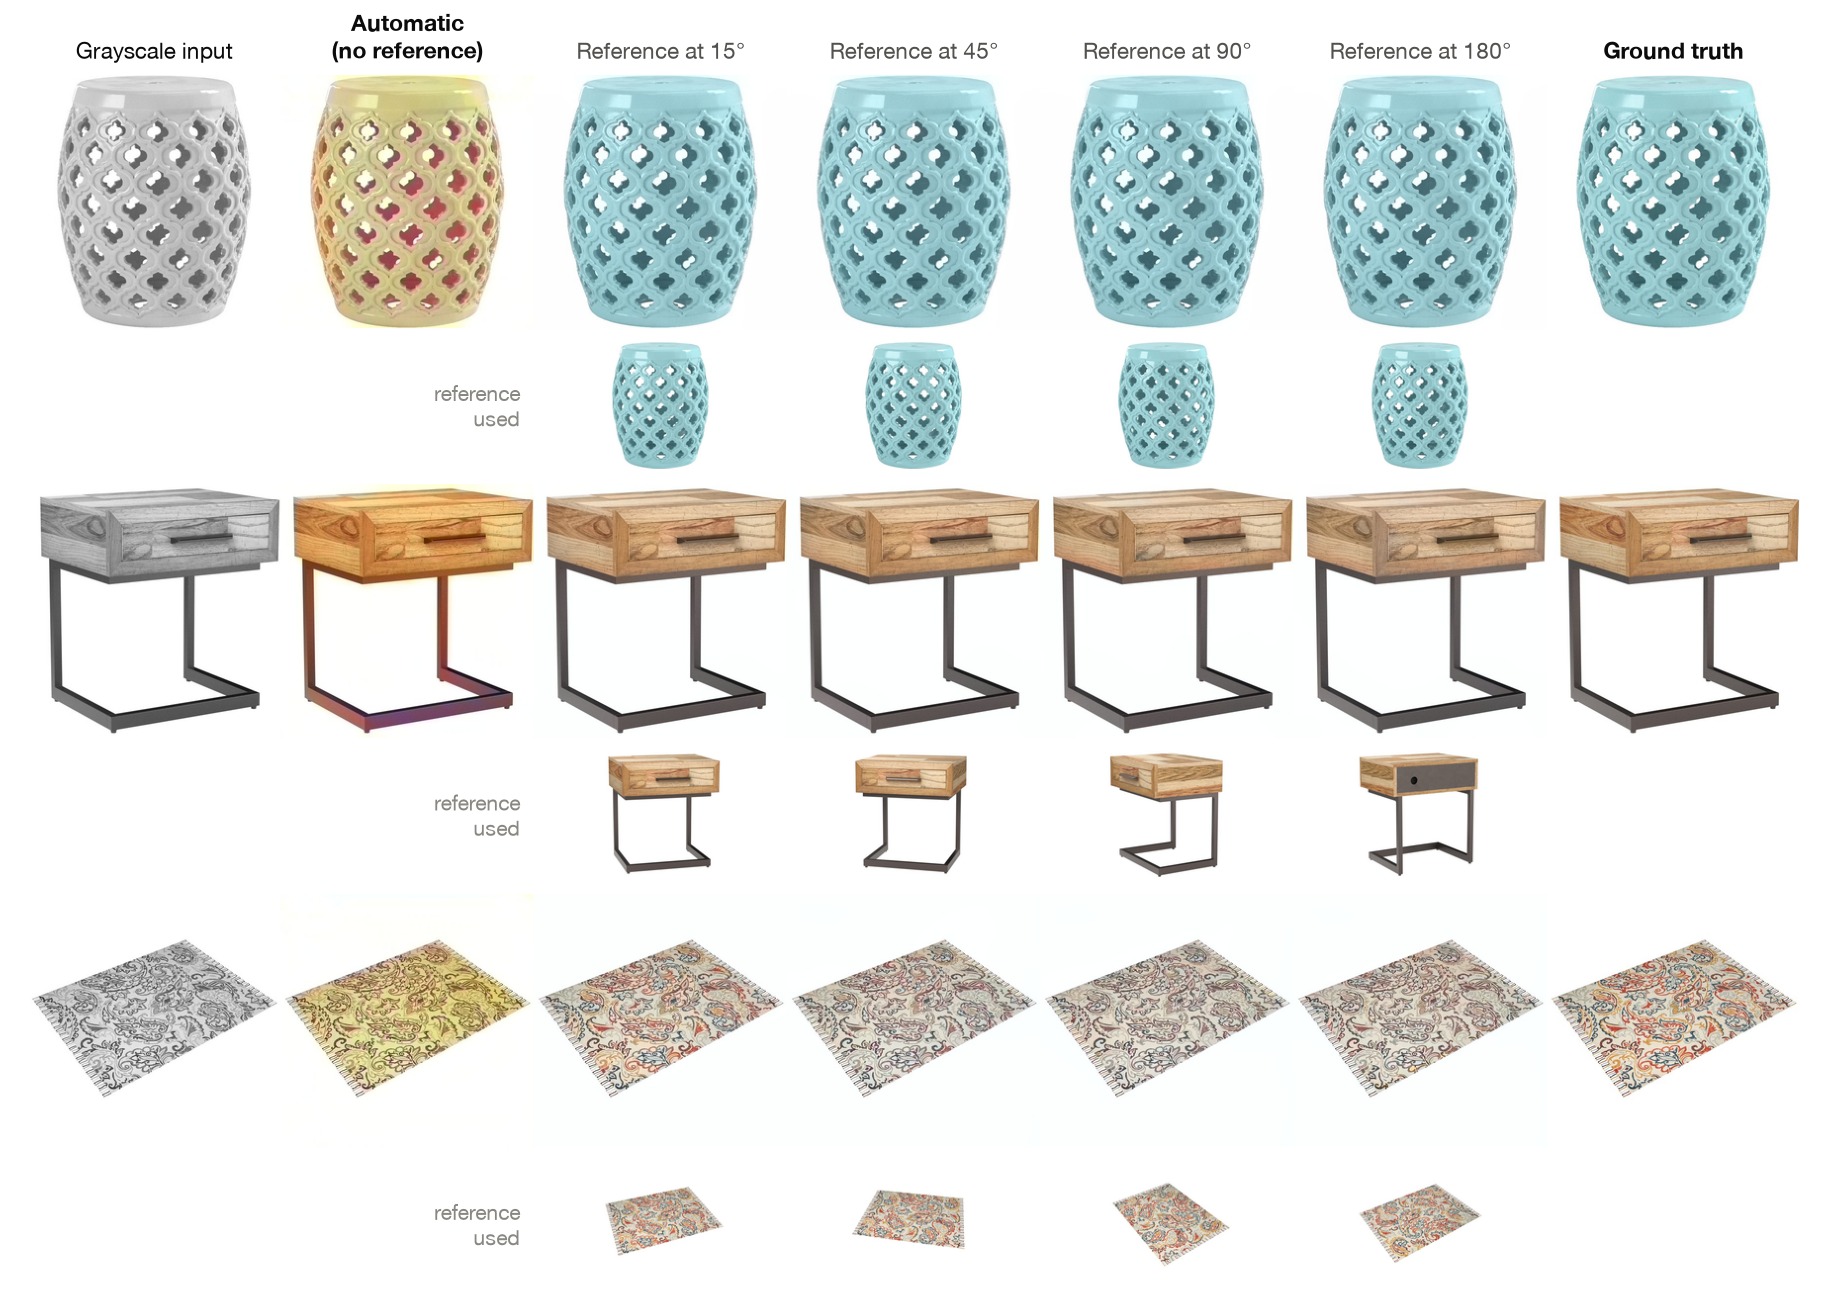 Grayscale input
Automatic
(no reference)
Reference at 15°
Reference at 45°
Reference at 90°
Reference at 180°
Ground truth
reference
used
reference
used
reference
used